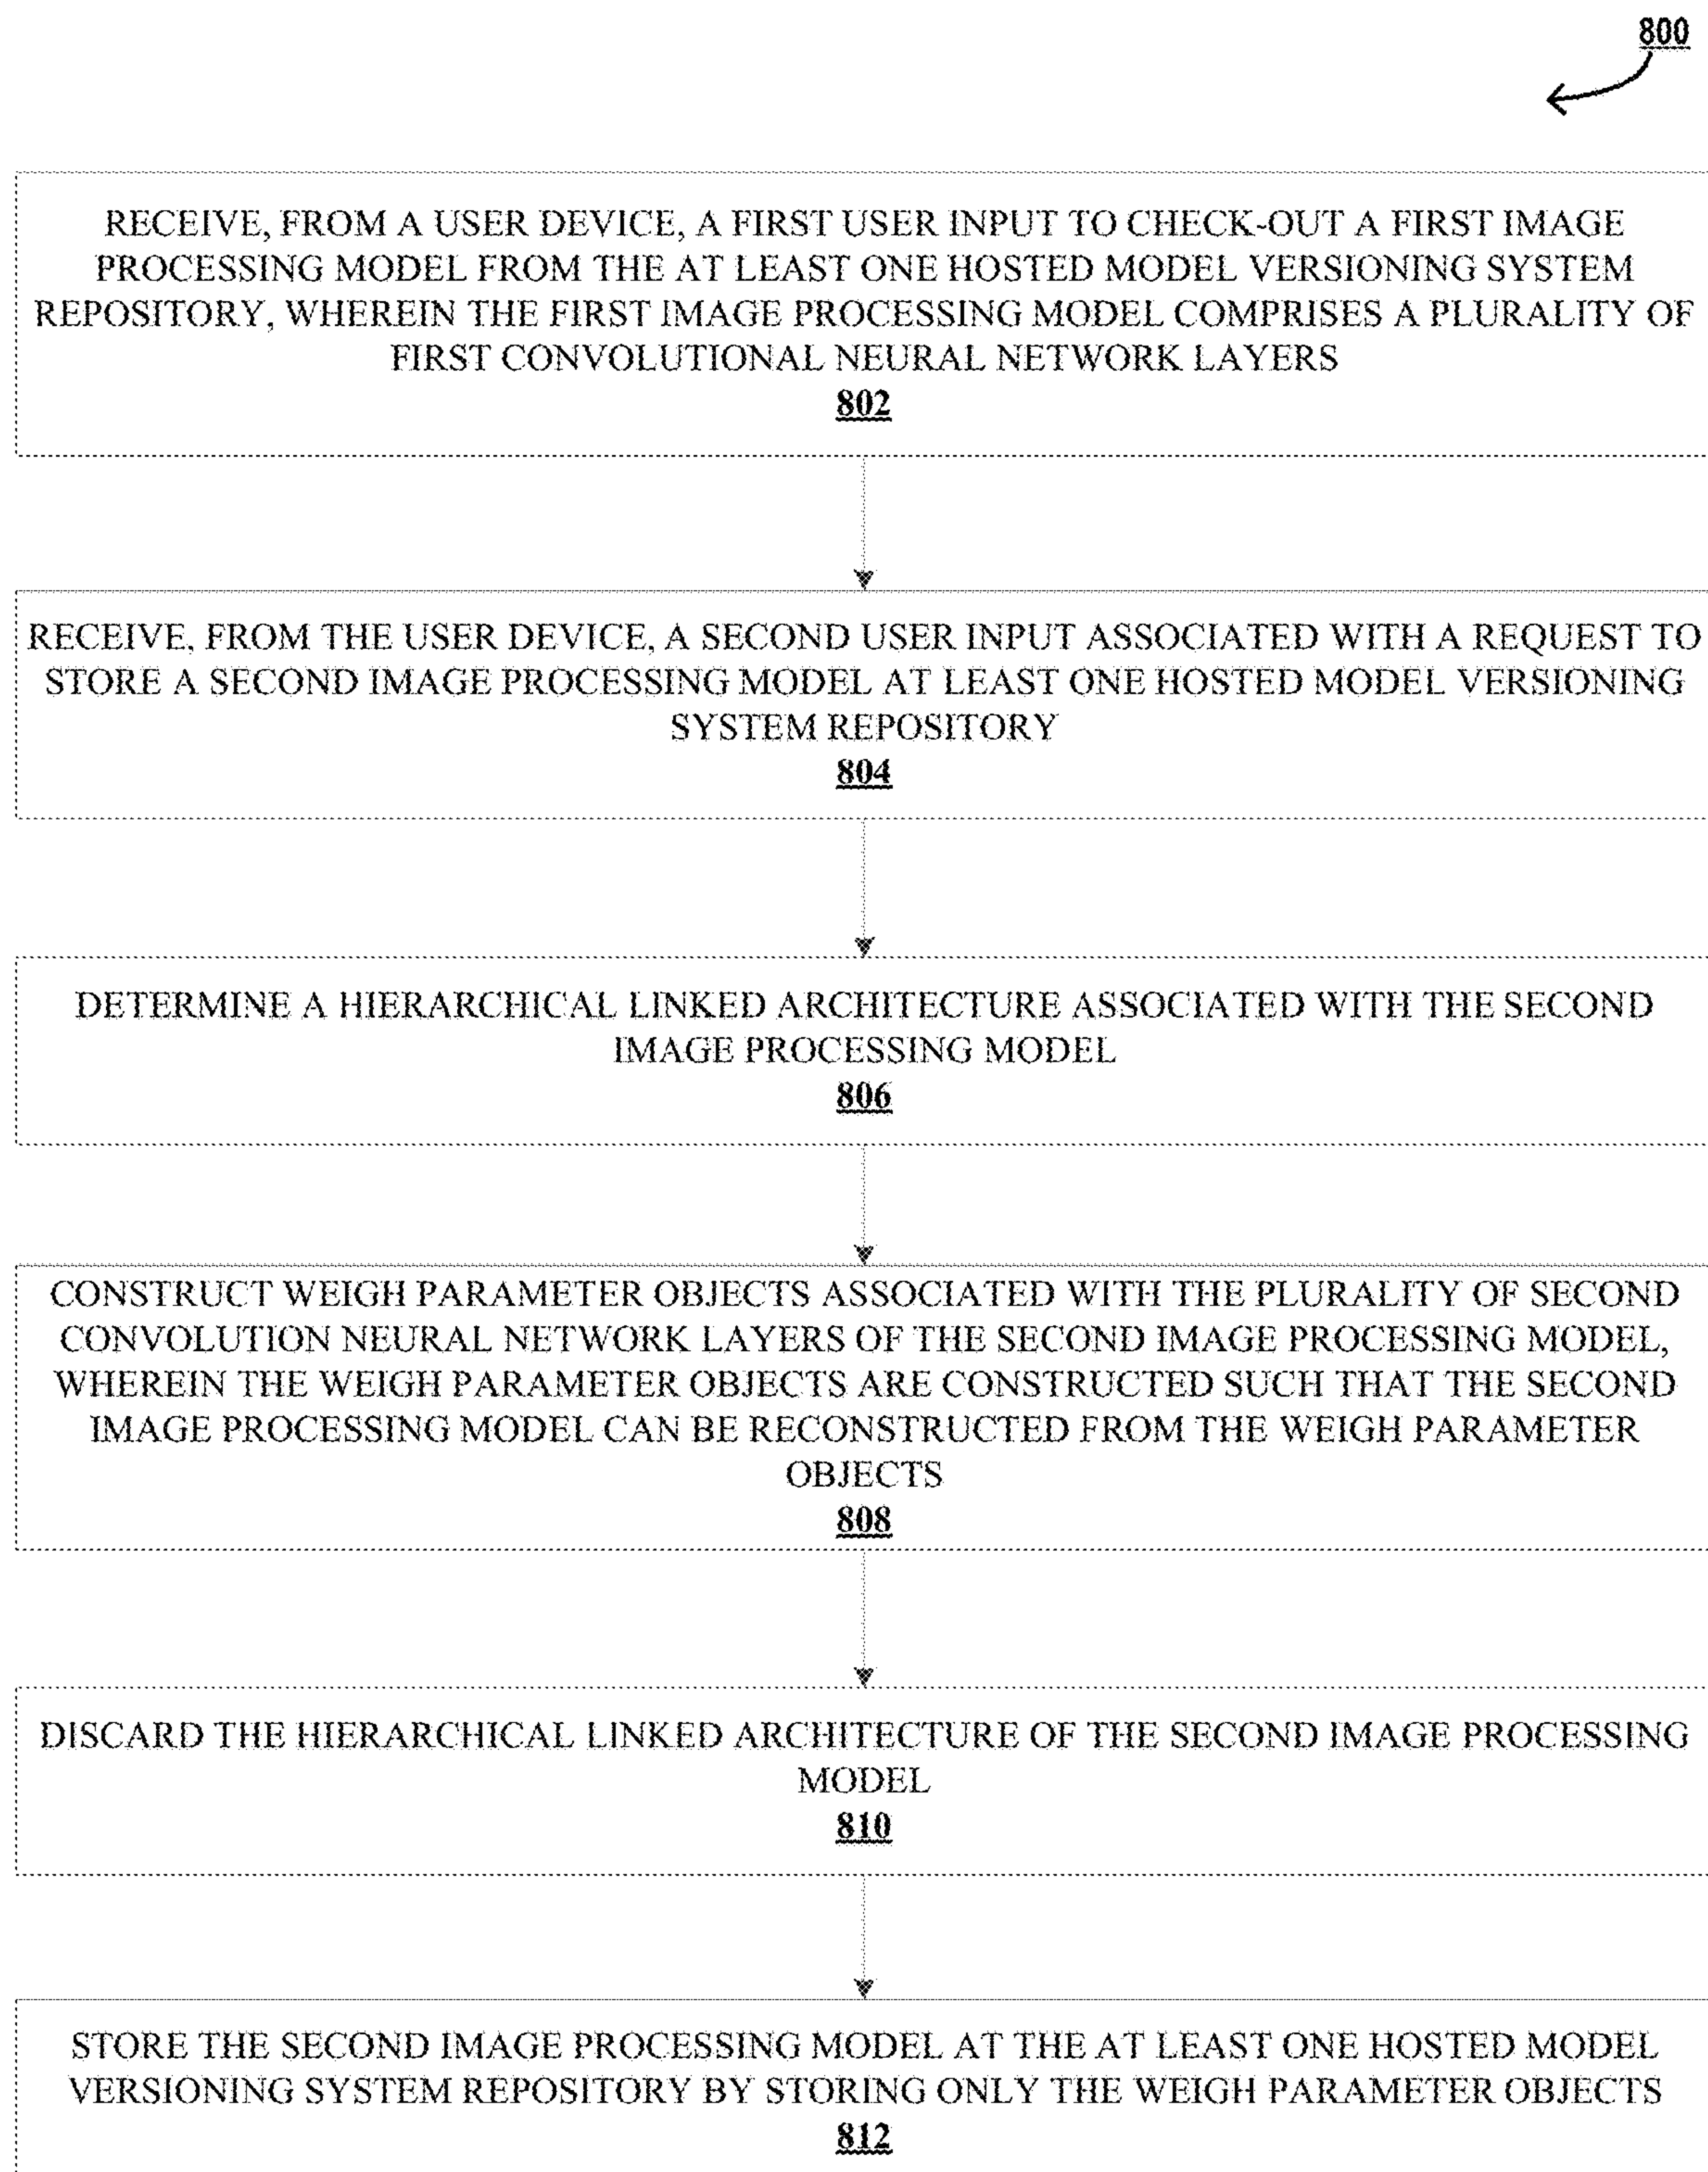 800
RECEIVE, FROM A USER DEVICE, A FIRST USER INPUT TO CHECK-OUT A FIRST IMAGE
PROCESSING MODEL FROM THE AT LEAST ONE HOSTED MODEL VERSIONING SYSTEM
REPOSITORY, WHEREIN THE FIRST IMAGE PROCESSING MODEL COMPRISES A PLURALITY OF
FIRST CONVOLUTIONAL NEURAL NETWORK LAYERS
802
RECEIVE, FROM THE USER DEVICE, A SECOND USER INPUT ASSOCIATED WITH A REQUEST TO
STORE A SECOND IMAGE PROCESSING MODEL AT LEAST ONE HOSTED MODEL VERSIONING
SYSTEM REPOSITORY
804
DETERMINE A HIERARCHICAL LINKED ARCHITECTURE ASSOCIATED WITH THE SECOND
IMAGE PROCESSING MODEL
806
CONSTRUCT WEIGH PARAMETER OBJECTS ASSOCIATED WITH THE PLURALITY OF SECOND
CONVOLUTION NEURAL NETWORK LAYERS OF THE SECOND IMAGE PROCESSING MODEL,
WHEREIN THE WEIGH PARAMETER OBJECTS ARE CONSTRUCTED SUCH THAT THE SECOND
IMAGE PROCESSING MODEL CAN BE RECONSTRUCTED FROM THE WEIGH PARAMETER
OBJECTS
808
DISCARD THE HIERARCHICAL LINKED ARCHITECTURE OF THE SECOND IMAGE PROCESSING
MODEL
810
STORE THE SECOND IMAGE PROCESSING MODEL AT THE AT LEAST ONE HOSTED MODEL
VERSIONING SYSTEM REPOSITORY BY STORING ONLY THE WEIGH PARAMETER OBJECTS
812